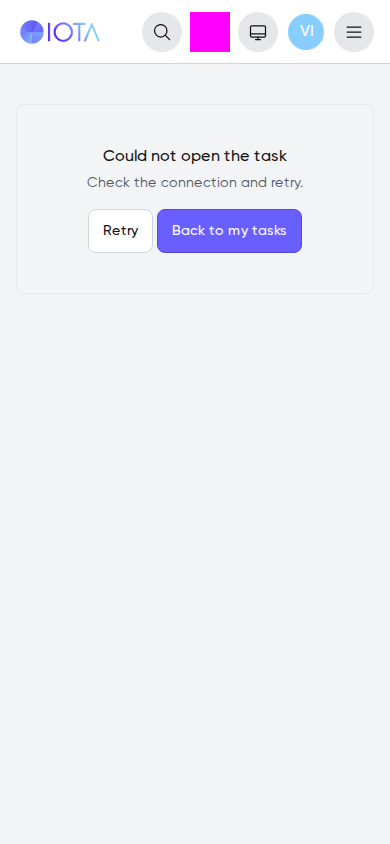 IOTA
VI
Could not open the task
Check the connection and retry.
Retry
Back to my tasks